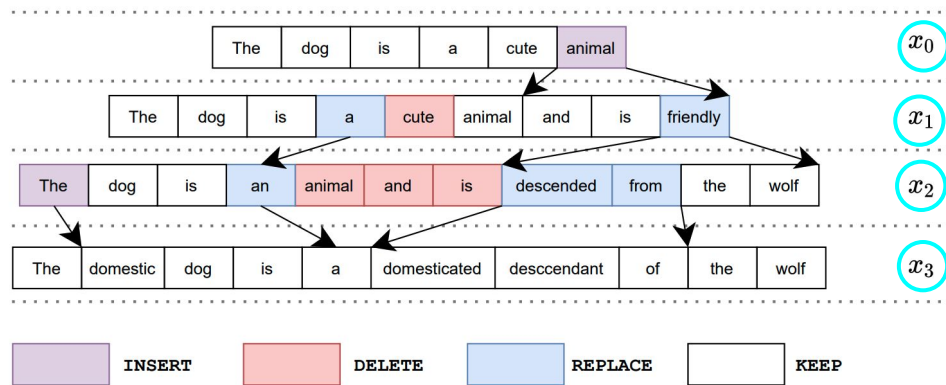 The dog is a cute animal x0
The dog is a cute animal and is friendly x1
The dog is an animal and is descended from the wolf x2
The domestic dog is a domesticated desccendant of the wolf x3
INSERT DELETE REPLACE KEEP